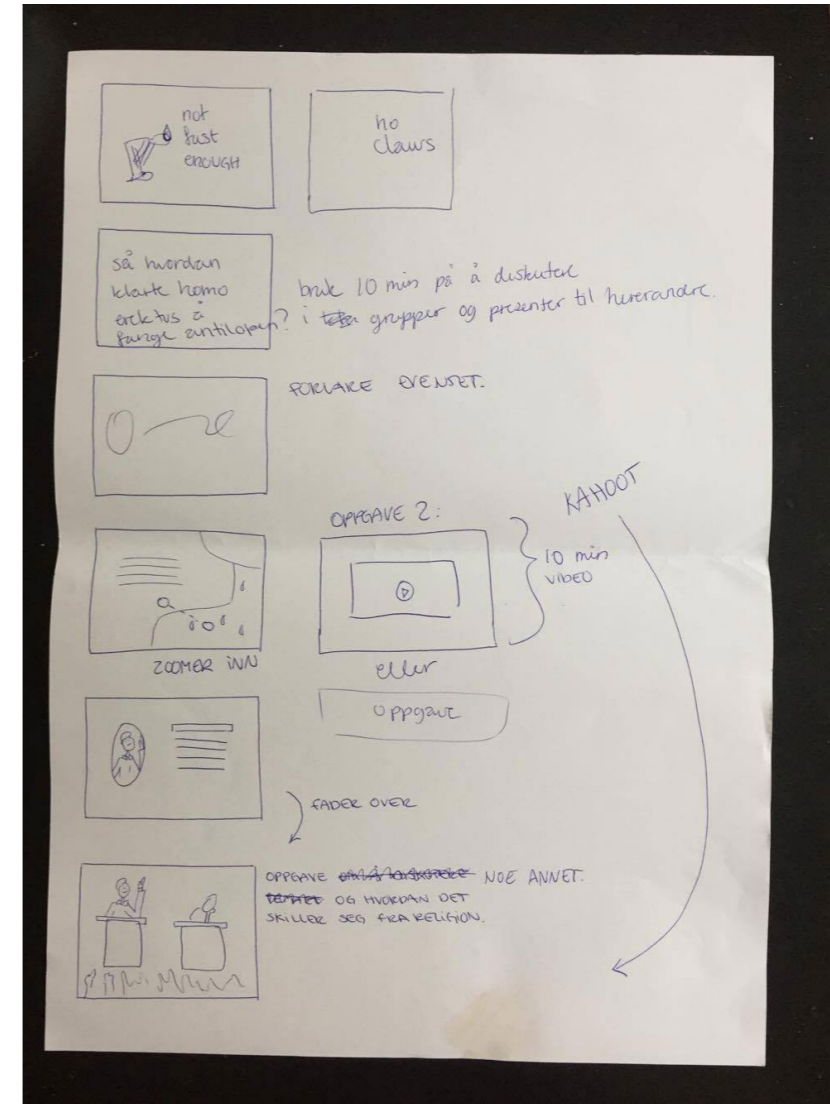 not
fast
enough
no
claws
så hvordan
klarte homo
erektus å
fange antilopen?
bruk 10 min på å diskutere
i grupper og presenter til hverandre.
FORKLARE
OPPGAVE 2:
KAHOOT
10 min
VIDEO
ZOOMER INN
eller
oppgave
FADER OVER
OPPGAVE NOE ANNET.
OG HVORDAN DET
SKILLER SEG FRA RELIGION.